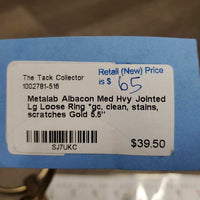 Retail (New) Price
is $ 65
The Tack Collector
1002781-516
Metalab Albacon Med Hvy Jointed
Lg Loose Ring *gc, clean, stains,
scratches Gold 5.5"
$39.50
SJ7UKC